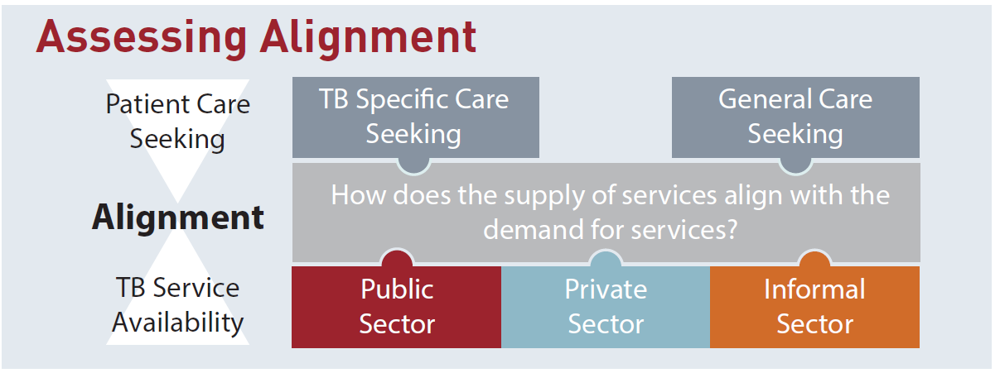 Assessing Alignment
Patient Care
Seeking
TB Specific Care
Seeking
General Care
Seeking
Alignment
How does the supply of services align with the
demand for services?
TB Service
Availability
Public
Sector
Private
Sector
Informal
Sector